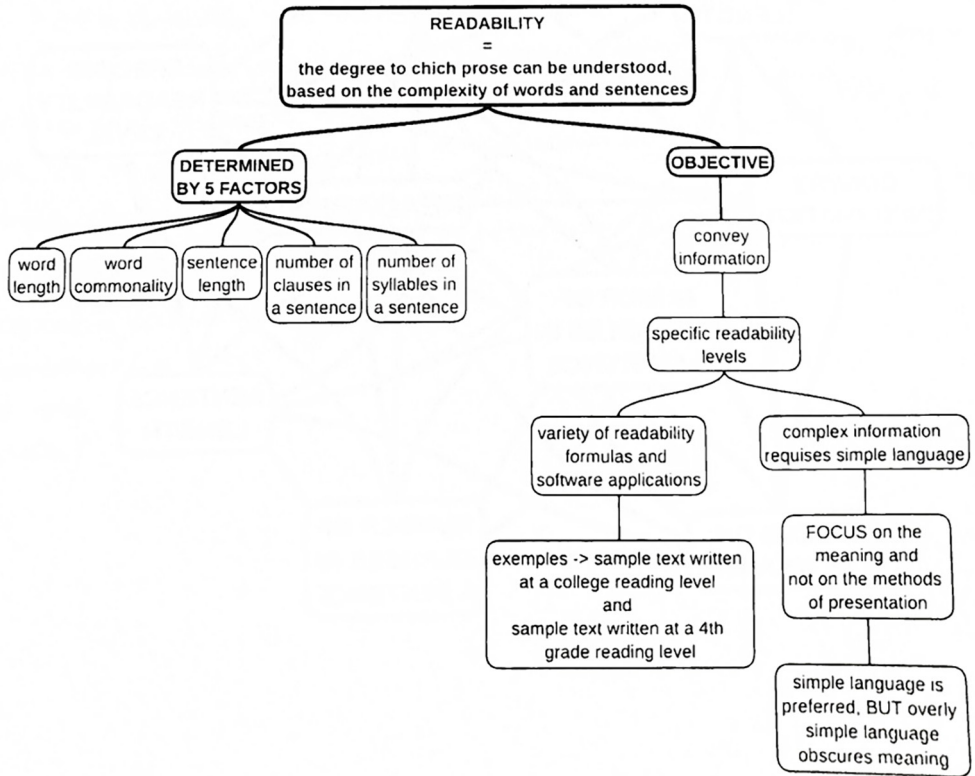 READABILITY
=
the degree to chich prose can be understood,
based on the complexity of words and sentences
DETERMINED
BY 5 FACTORS
word
length
word
commonality
sentence
length
number of
clauses in
a sentence
number of
syllables in
a sentence
OBJECTIVE
convey
information
specific readability
levels
variety of readability
formulas and
software applications
exemples -> sample text written
at a college reading level
and
sample text written at a 4th
grade reading level
complex information
requises simple language
FOCUS on the
meaning and
not on the methods
of presentation
simple language is
preferred, BUT overly
simple language
obscures meaning